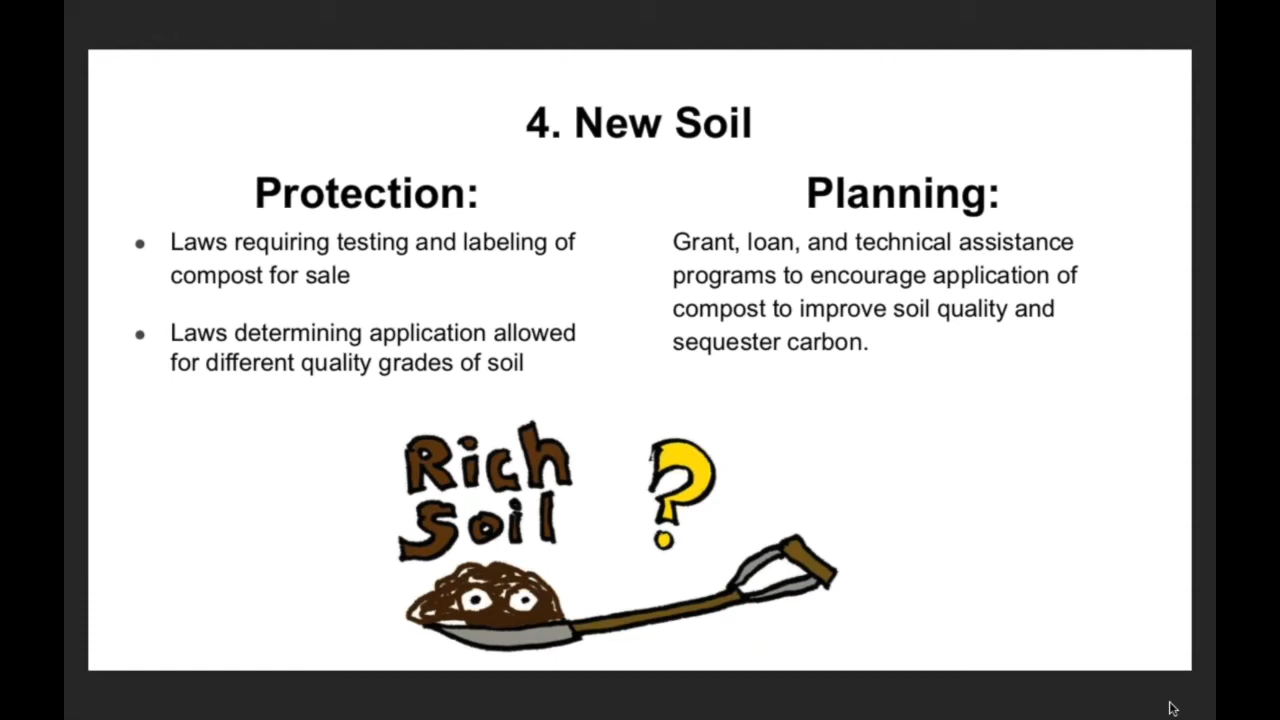 4. New Soil
Protection:
Laws requiring testing and labeling of
compost for sale
Laws determining application allowed
for different quality grades of soil
Planning:
Grant, loan, and technical assistance
programs to encourage application of
compost to improve soil quality and
sequester carbon.
Rich
Soil
?